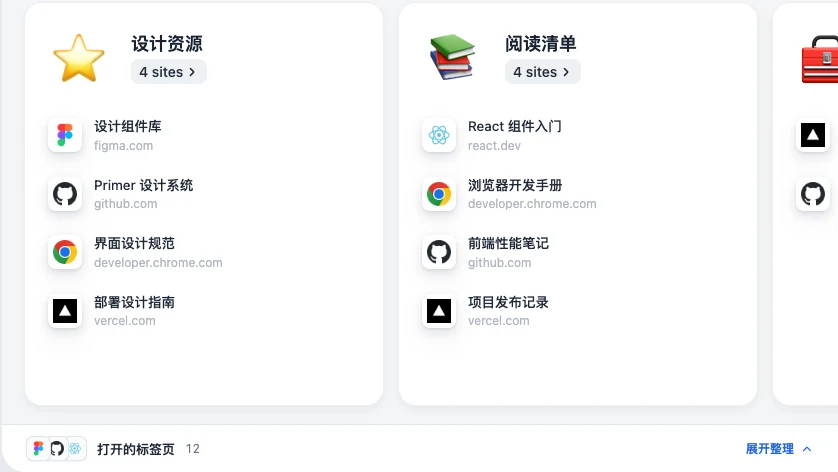 设计资源
4 sites
设计组件库
figma.com
Primer 设计系统
github.com
界面设计规范
developer.chrome.com
部署设计指南
vercel.com
阅读清单
4 sites
React 组件入门
react.dev
浏览器开发手册
developer.chrome.com
前端性能笔记
github.com
项目发布记录
vercel.com
打开的标签页 12
展开整理